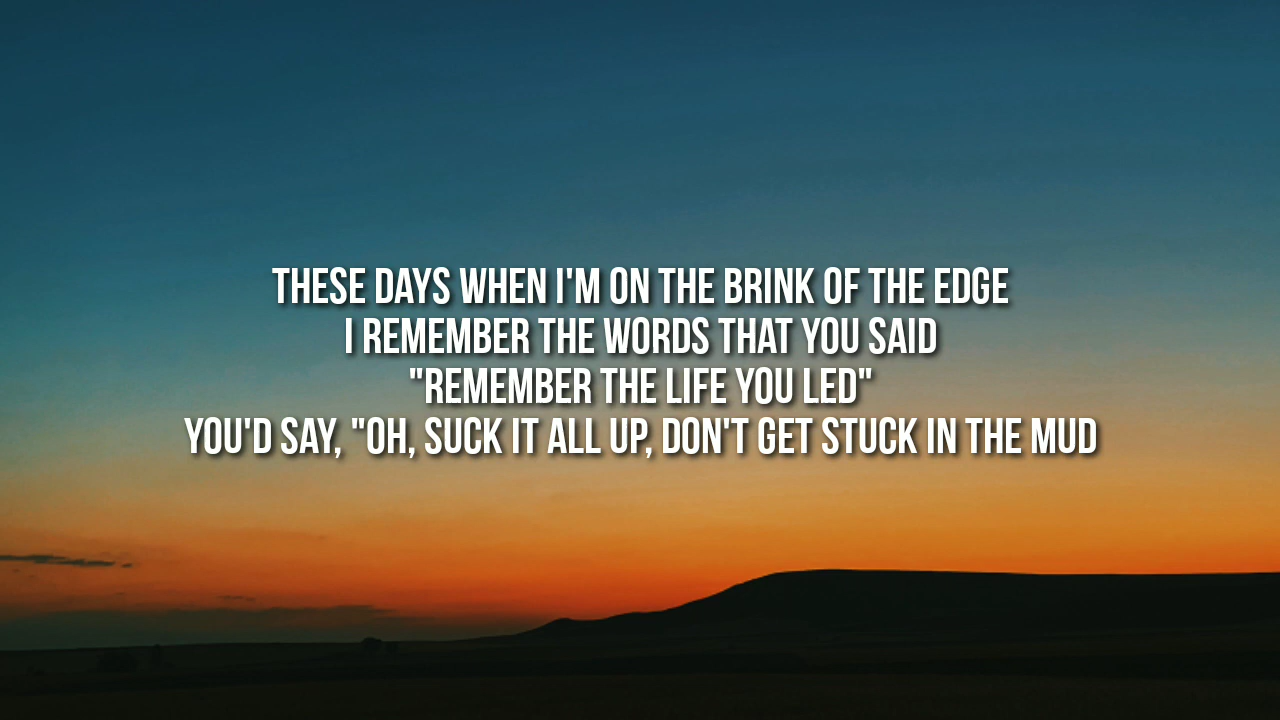 THESE DAYS WHEN I'M ON THE BRINK OF THE EDGE
I REMEMBER THE WORDS THAT YOU SAID
"REMEMBER THE LIFE YOU LED"
YOU'D SAY, "OH, SUCK IT ALL UP, DON'T GET STUCK IN THE MUD